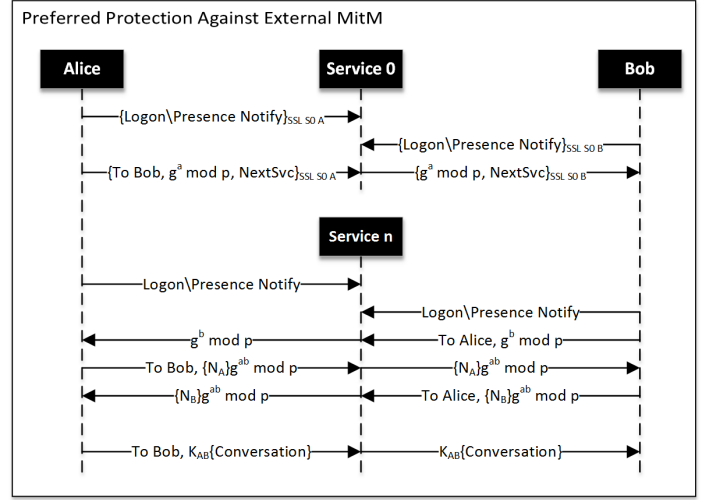 Preferred Protection Against External MitM
Alice Service 0 Bob
{Logon\Presence Notify}SSL S0 A
{Logon\Presence Notify}SSL S0 B
{To Bob, g^a mod p, NextSvc}SSL S0 A {g^a mod p, NextSvc}SSL S0 B
Service n
Logon\Presence Notify
Logon\Presence Notify
g^b mod p To Alice, g^b mod p
To Bob, {NA}g^ab mod p {NA}g^ab mod p
{NB}g^ab mod p To Alice, {NB}g^ab mod p
To Bob, KAB{Conversation} KAB{Conversation}